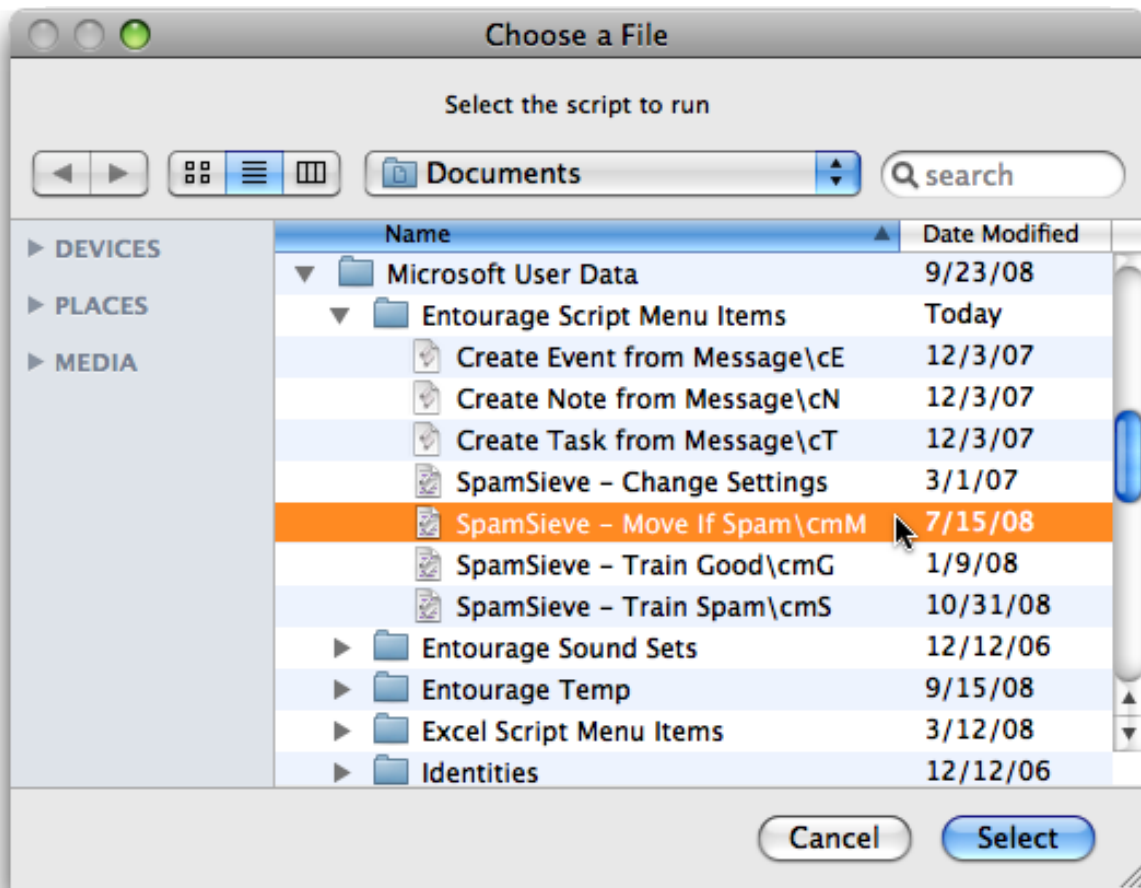 Choose a File
Select the script to run
Documents
search
DEVICES
PLACES
MEDIA
Name Date Modified
Microsoft User Data 9/23/08
Entourage Script Menu Items Today
Create Event from Message\cE 12/3/07
Create Note from Message\cN 12/3/07
Create Task from Message\cT 12/3/07
SpamSieve – Change Settings 3/1/07
SpamSieve – Move If Spam\cmM 7/15/08
SpamSieve – Train Good\cmG 1/9/08
SpamSieve – Train Spam\cmS 10/31/08
Entourage Sound Sets 12/12/06
Entourage Temp 9/15/08
Excel Script Menu Items 3/12/08
Identities 12/12/06
Cancel Select